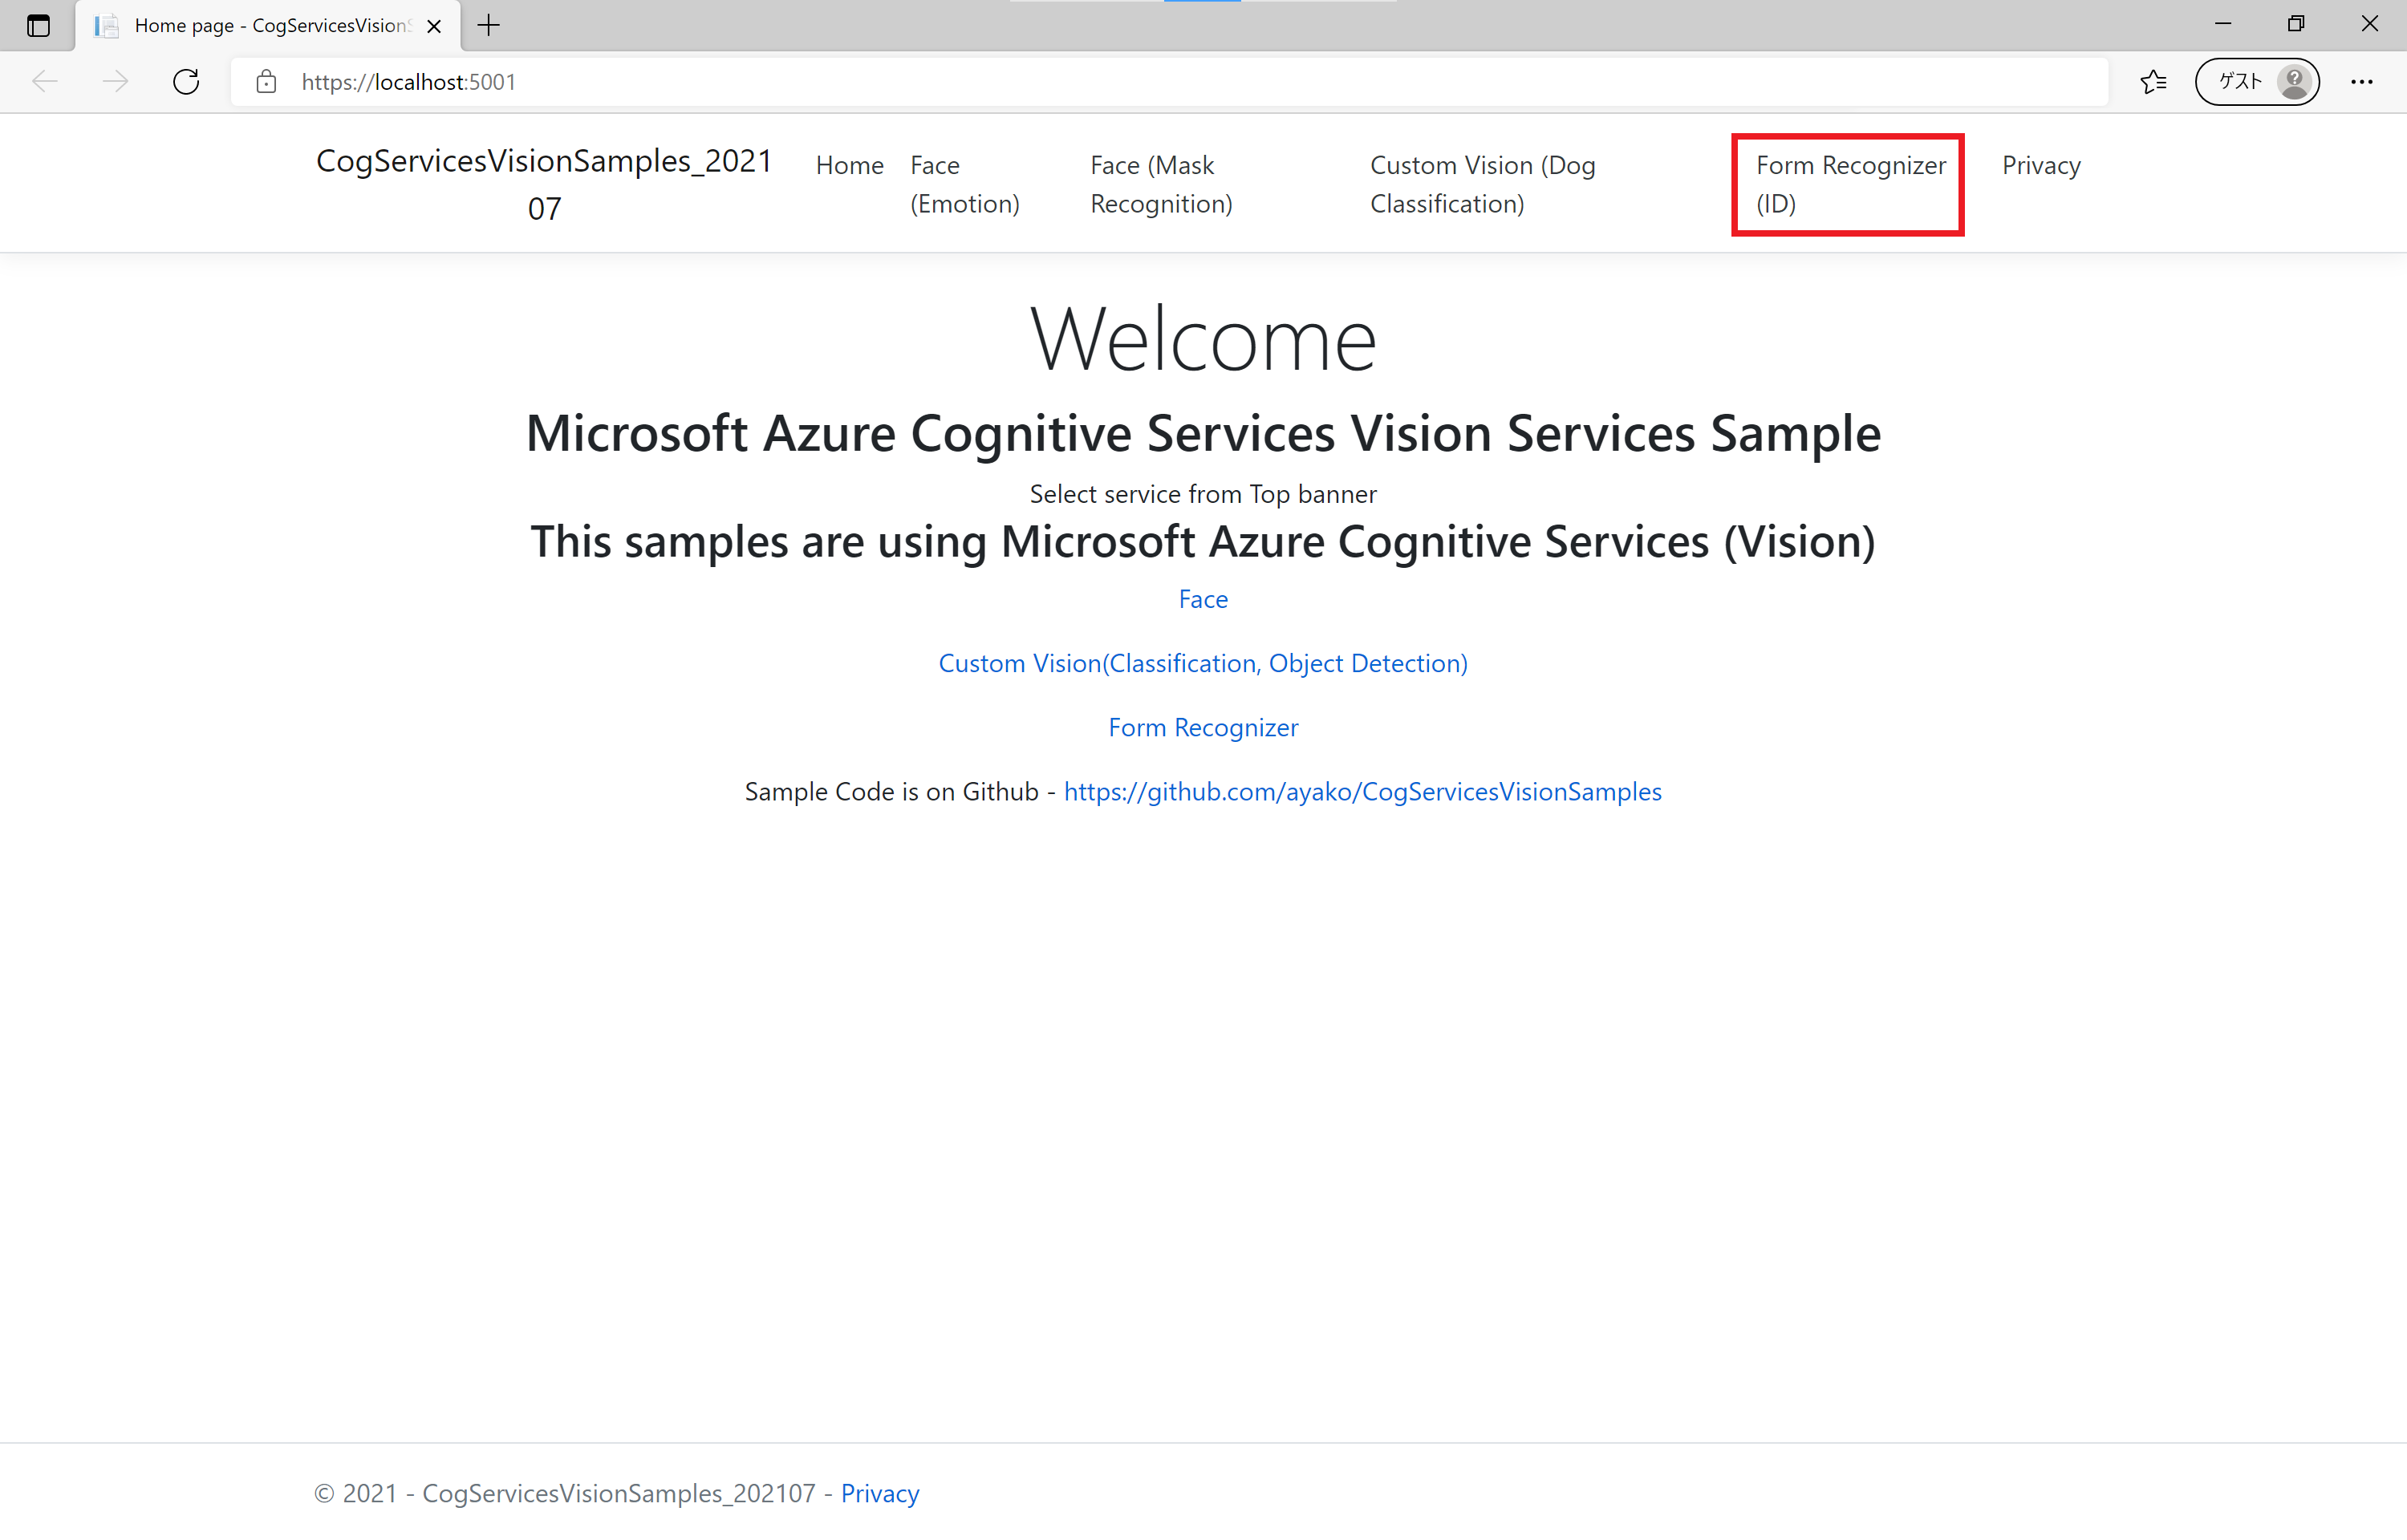 Home page - CogServicesVision
https://localhost:5001
ゲスト
CogServicesVisionSamples_2021
07
Home
Face
(Emotion)
Face (Mask
Recognition)
Custom Vision (Dog
Classification)
Form Recognizer
(ID)
Privacy
Welcome
Microsoft Azure Cognitive Services Vision Services Sample
Select service from Top banner
This samples are using Microsoft Azure Cognitive Services (Vision)
Face
Custom Vision(Classification, Object Detection)
Form Recognizer
Sample Code is on Github - https://github.com/ayako/CogServicesVisionSamples
© 2021 - CogServicesVisionSamples_202107 - Privacy